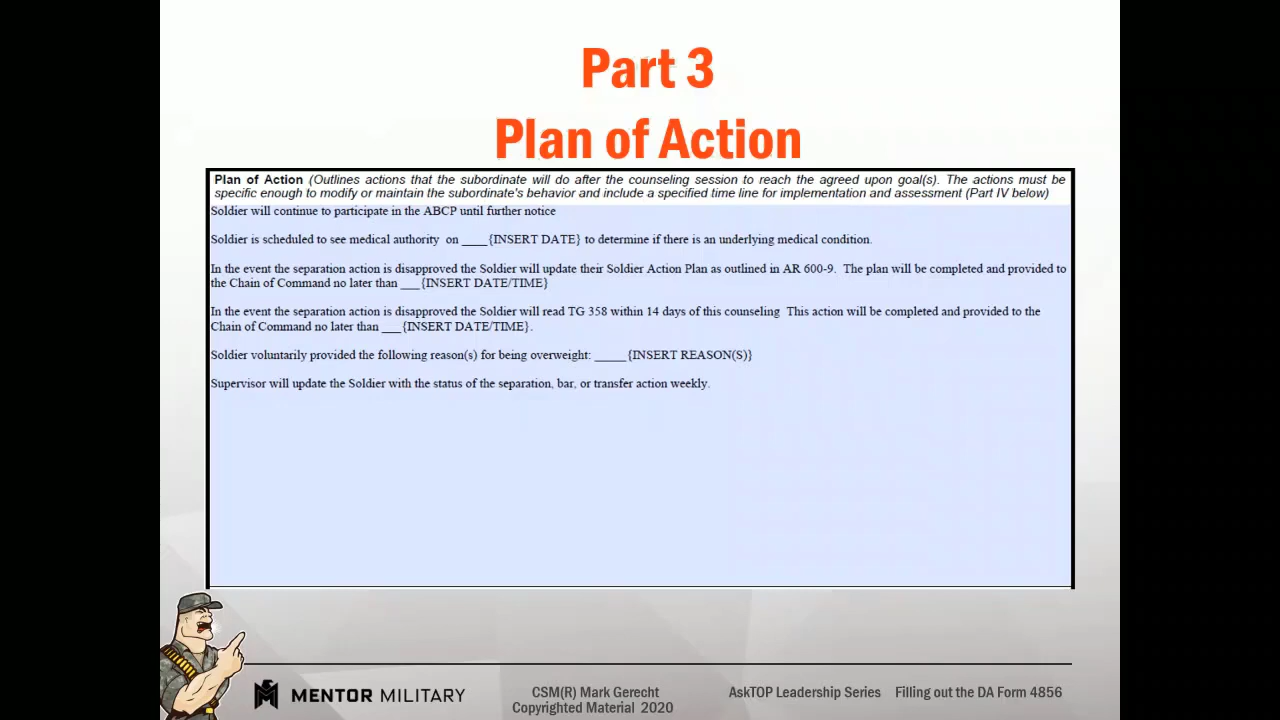 Part 3
Plan of Action
Plan of Action (Outlines actions that the subordinate will do after the counseling session to reach the agreed upon goal(s). The actions must be
specific enough to modify or maintain the subordinate's behavior and include a specified time line for implementation and assessment (Part IV below)
Soldier will continue to participate in the ABCP until further notice
Soldier is scheduled to see medical authority on ____{INSERT DATE} to determine if there is an underlying medical condition.
In the event the separation action is disapproved the Soldier will update their Soldier Action Plan as outlined in AR 600-9. The plan will be completed and provided to
the Chain of Command no later than ___{INSERT DATE/TIME}
In the event the separation action is disapproved the Soldier will read TG 358 within 14 days of this counseling This action will be completed and provided to the
Chain of Command no later than ___{INSERT DATE/TIME}.
Soldier voluntarily provided the following reason(s) for being overweight: _____{INSERT REASON(S)}
Supervisor will update the Soldier with the status of the separation, bar, or transfer action weekly.
MENTOR MILITARY
CSM(R) Mark Gerecht
Copyrighted Material 2020
AskTOP Leadership Series Filling out the DA Form 4856